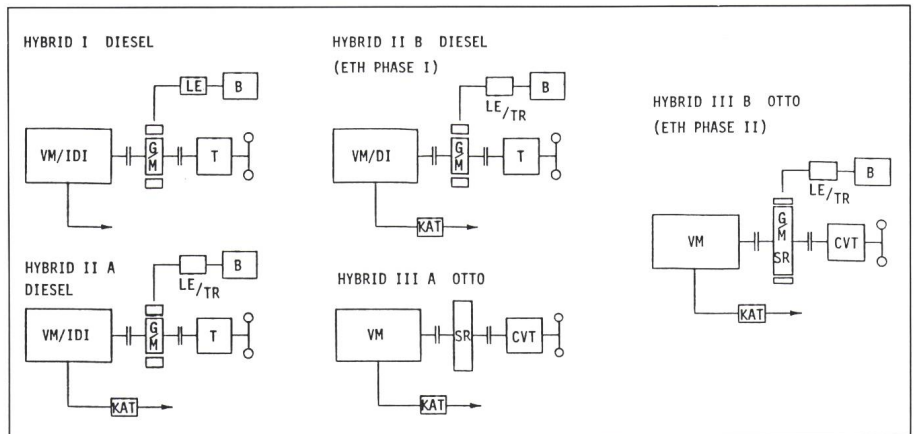 HYBRID I DIESEL
LE
B
VM/IDI
G/M
T
HYBRID II A
DIESEL
LE/TR
B
VM/IDI
G/M
T
KAT
HYBRID II B DIESEL
(ETH PHASE I)
LE/TR
B
VM/DI
G/M
T
KAT
HYBRID III A OTTO
VM
SR
CVT
KAT
HYBRID III B OTTO
(ETH PHASE II)
LE/TR
B
VM
G/M
SR
CVT
KAT